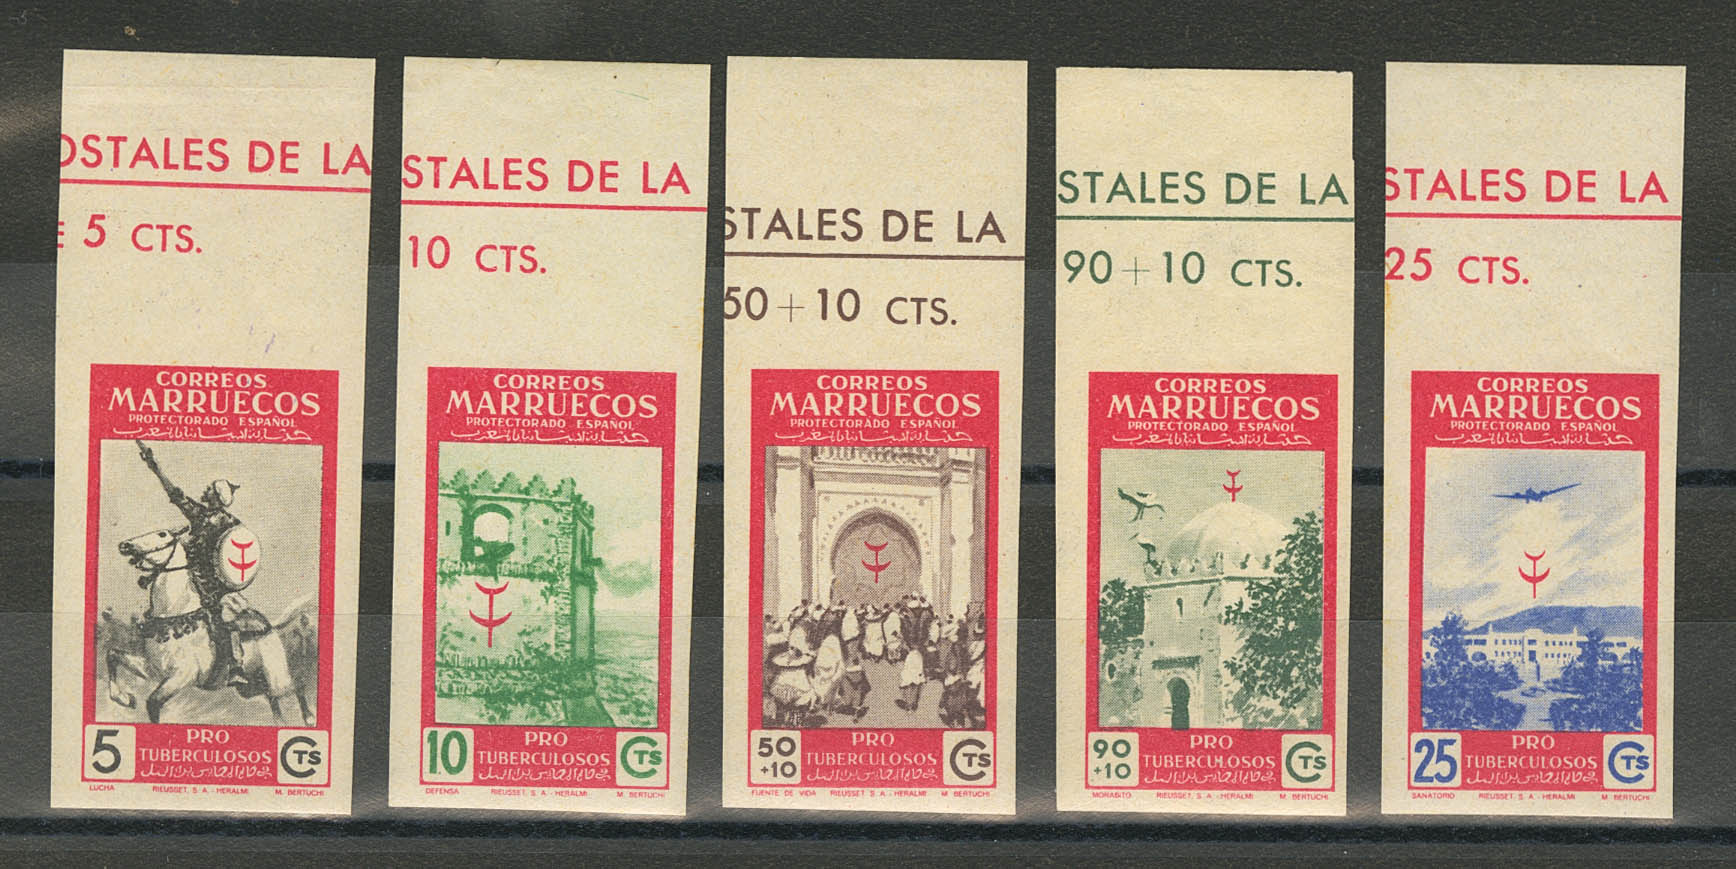 OSTALES DE LA
5 CTS.
CORREOS
MARRUECOS
PROTECTORADO ESPAÑOL
5
PRO
TUBERCULOSOS
CTS
LUCHA RIEUSSET, S. A. - HERALMI M. BERTUCHI
STALES DE LA
10 CTS.
CORREOS
MARRUECOS
PROTECTORADO ESPAÑOL
10
PRO
TUBERCULOSOS
CTS
DEFENSA RIEUSSET, S. A. - HERALMI M. BERTUCHI
STALES DE LA
50 + 10 CTS.
CORREOS
MARRUECOS
PROTECTORADO ESPAÑOL
50
+10
PRO
TUBERCULOSOS
CTS
FUENTE DE VIDA RIEUSSET, S. A. - HERALMI M. BERTUCHI
STALES DE LA
90 + 10 CTS.
CORREOS
MARRUECOS
PROTECTORADO ESPAÑOL
90
+10
PRO
TUBERCULOSOS
CTS
MORABITO RIEUSSET, S. A. - HERALMI M. BERTUCHI
STALES DE LA
25 CTS.
CORREOS
MARRUECOS
PROTECTORADO ESPAÑOL
25
PRO
TUBERCULOSOS
CTS
SANATORIO RIEUSSET, S. A. - HERALMI M. BERTUCHI